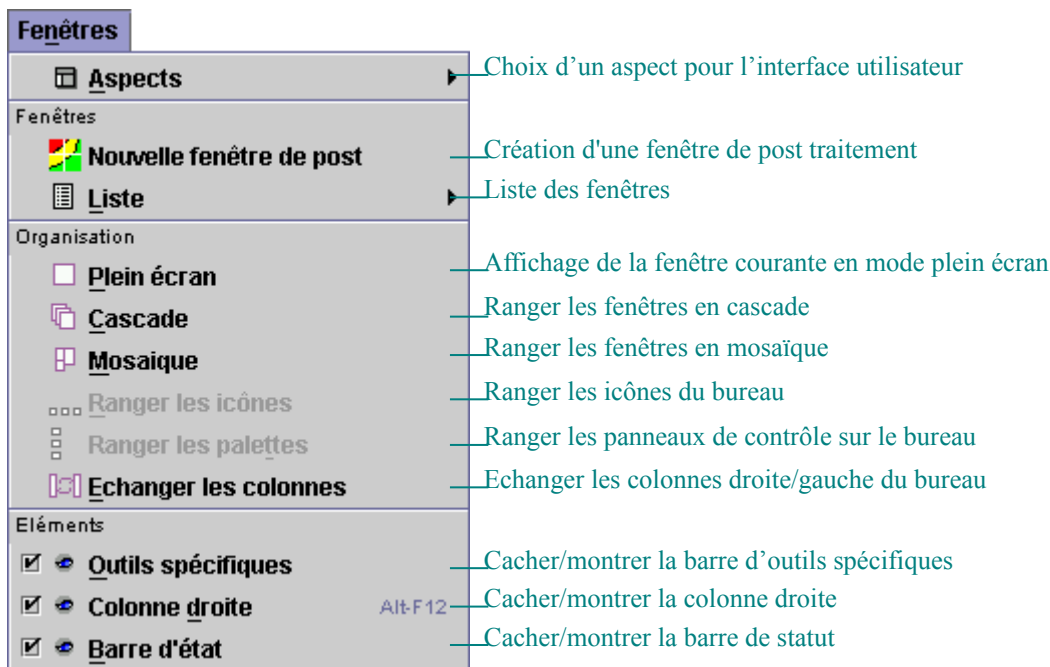 Fenêtres
Aspects Choix d’un aspect pour l’interface utilisateur
Fenêtres
Nouvelle fenêtre de post Création d'une fenêtre de post traitement
Liste Liste des fenêtres
Organisation
Plein écran Affichage de la fenêtre courante en mode plein écran
Cascade Ranger les fenêtres en cascade
Mosaique Ranger les fenêtres en mosaïque
Ranger les icônes Ranger les icônes du bureau
Ranger les palettes Ranger les panneaux de contrôle sur le bureau
Echanger les colonnes Echanger les colonnes droite/gauche du bureau
Eléments
Outils spécifiques Cacher/montrer la barre d’outils spécifiques
Colonne droite Alt-F12 Cacher/montrer la colonne droite
Barre d'état Cacher/montrer la barre de statut